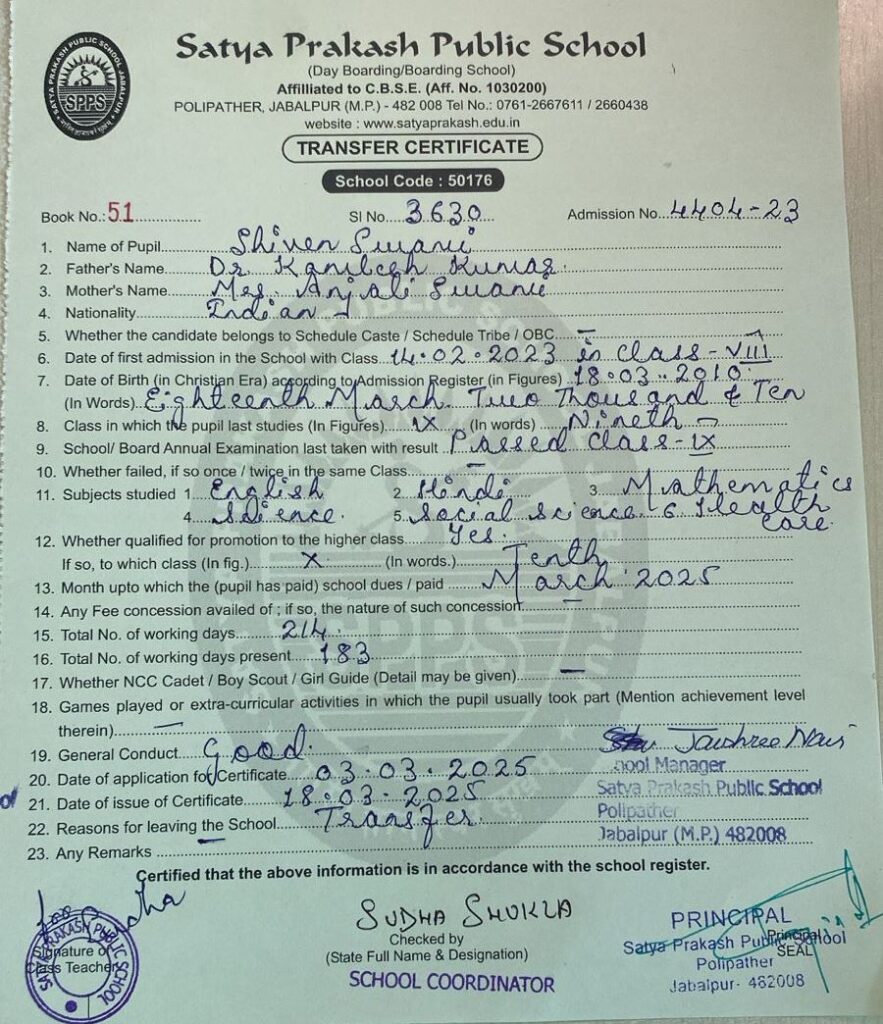 SATYA PRAKASH PUBLIC SCHOOL JABALPUR
SPPS
Satya Prakash Public School
(Day Boarding/Boarding School)
Affiliated to C.B.S.E. (Aff. No. 1030200)
POLIPATHER, JABALPUR (M.P.) - 482 008 Tel No.: 0761-2667611 / 2660438
website : www.satyaprakash.edu.in
TRANSFER CERTIFICATE
School Code : 50176
Book No.: 51 Sl No. 3630 Admission No. 4404-23
1. Name of Pupil Shiven Swami
2. Father's Name Dr Kamlesh Kumar.
3. Mother's Name Mrs. Anjali Swami
4. Nationality Indian
5. Whether the candidate belongs to Schedule Caste / Schedule Tribe / OBC –
6. Date of first admission in the School with Class 14.02.2023 in class - VIII
7. Date of Birth (in Christian Era) according to Admission Register (in Figures) 18.03.2010
(In Words) Eighteenth March Two Thousand & Ten
8. Class in which the pupil last studies (In Figures) IX (In words) Nineth
9. School/ Board Annual Examination last taken with result Passed class-IX
10. Whether failed, if so once / twice in the same Class –
11. Subjects studied 1. English 2. Hindi 3. Mathematics
4. Science. 5. Social science 6 Health
care.
12. Whether qualified for promotion to the higher class Yes.
If so, to which class (In fig.) X (In words.) Tenth
13. Month upto which the (pupil has paid) school dues / paid March 2025
14. Any Fee concession availed of ; if so, the nature of such concession –
15. Total No. of working days 214.
16. Total No. of working days present 183
17. Whether NCC Cadet / Boy Scout / Girl Guide (Detail may be given) –
18. Games played or extra-curricular activities in which the pupil usually took part (Mention achievement level
therein) –
19. General Conduct Good.
20. Date of application for Certificate 03.03.2025
21. Date of issue of Certificate 18.03.2025
22. Reasons for leaving the School Transfer.
23. Any Remarks –
Jaishree Nair
School Manager
Satya Prakash Public School
Polipather
Jabalpur (M.P.) 482008
Certified that the above information is in accordance with the school register.
Signature of
Class Teacher
SATYA PRAKASH PUBLIC SCHOOL
SUDHA SHUKLA
Checked by
(State Full Name & Designation)
SCHOOL COORDINATOR
PRINCIPAL
Satya Prakash Public School
Polipather
Jabalpur- 482008
Principal
SEAL